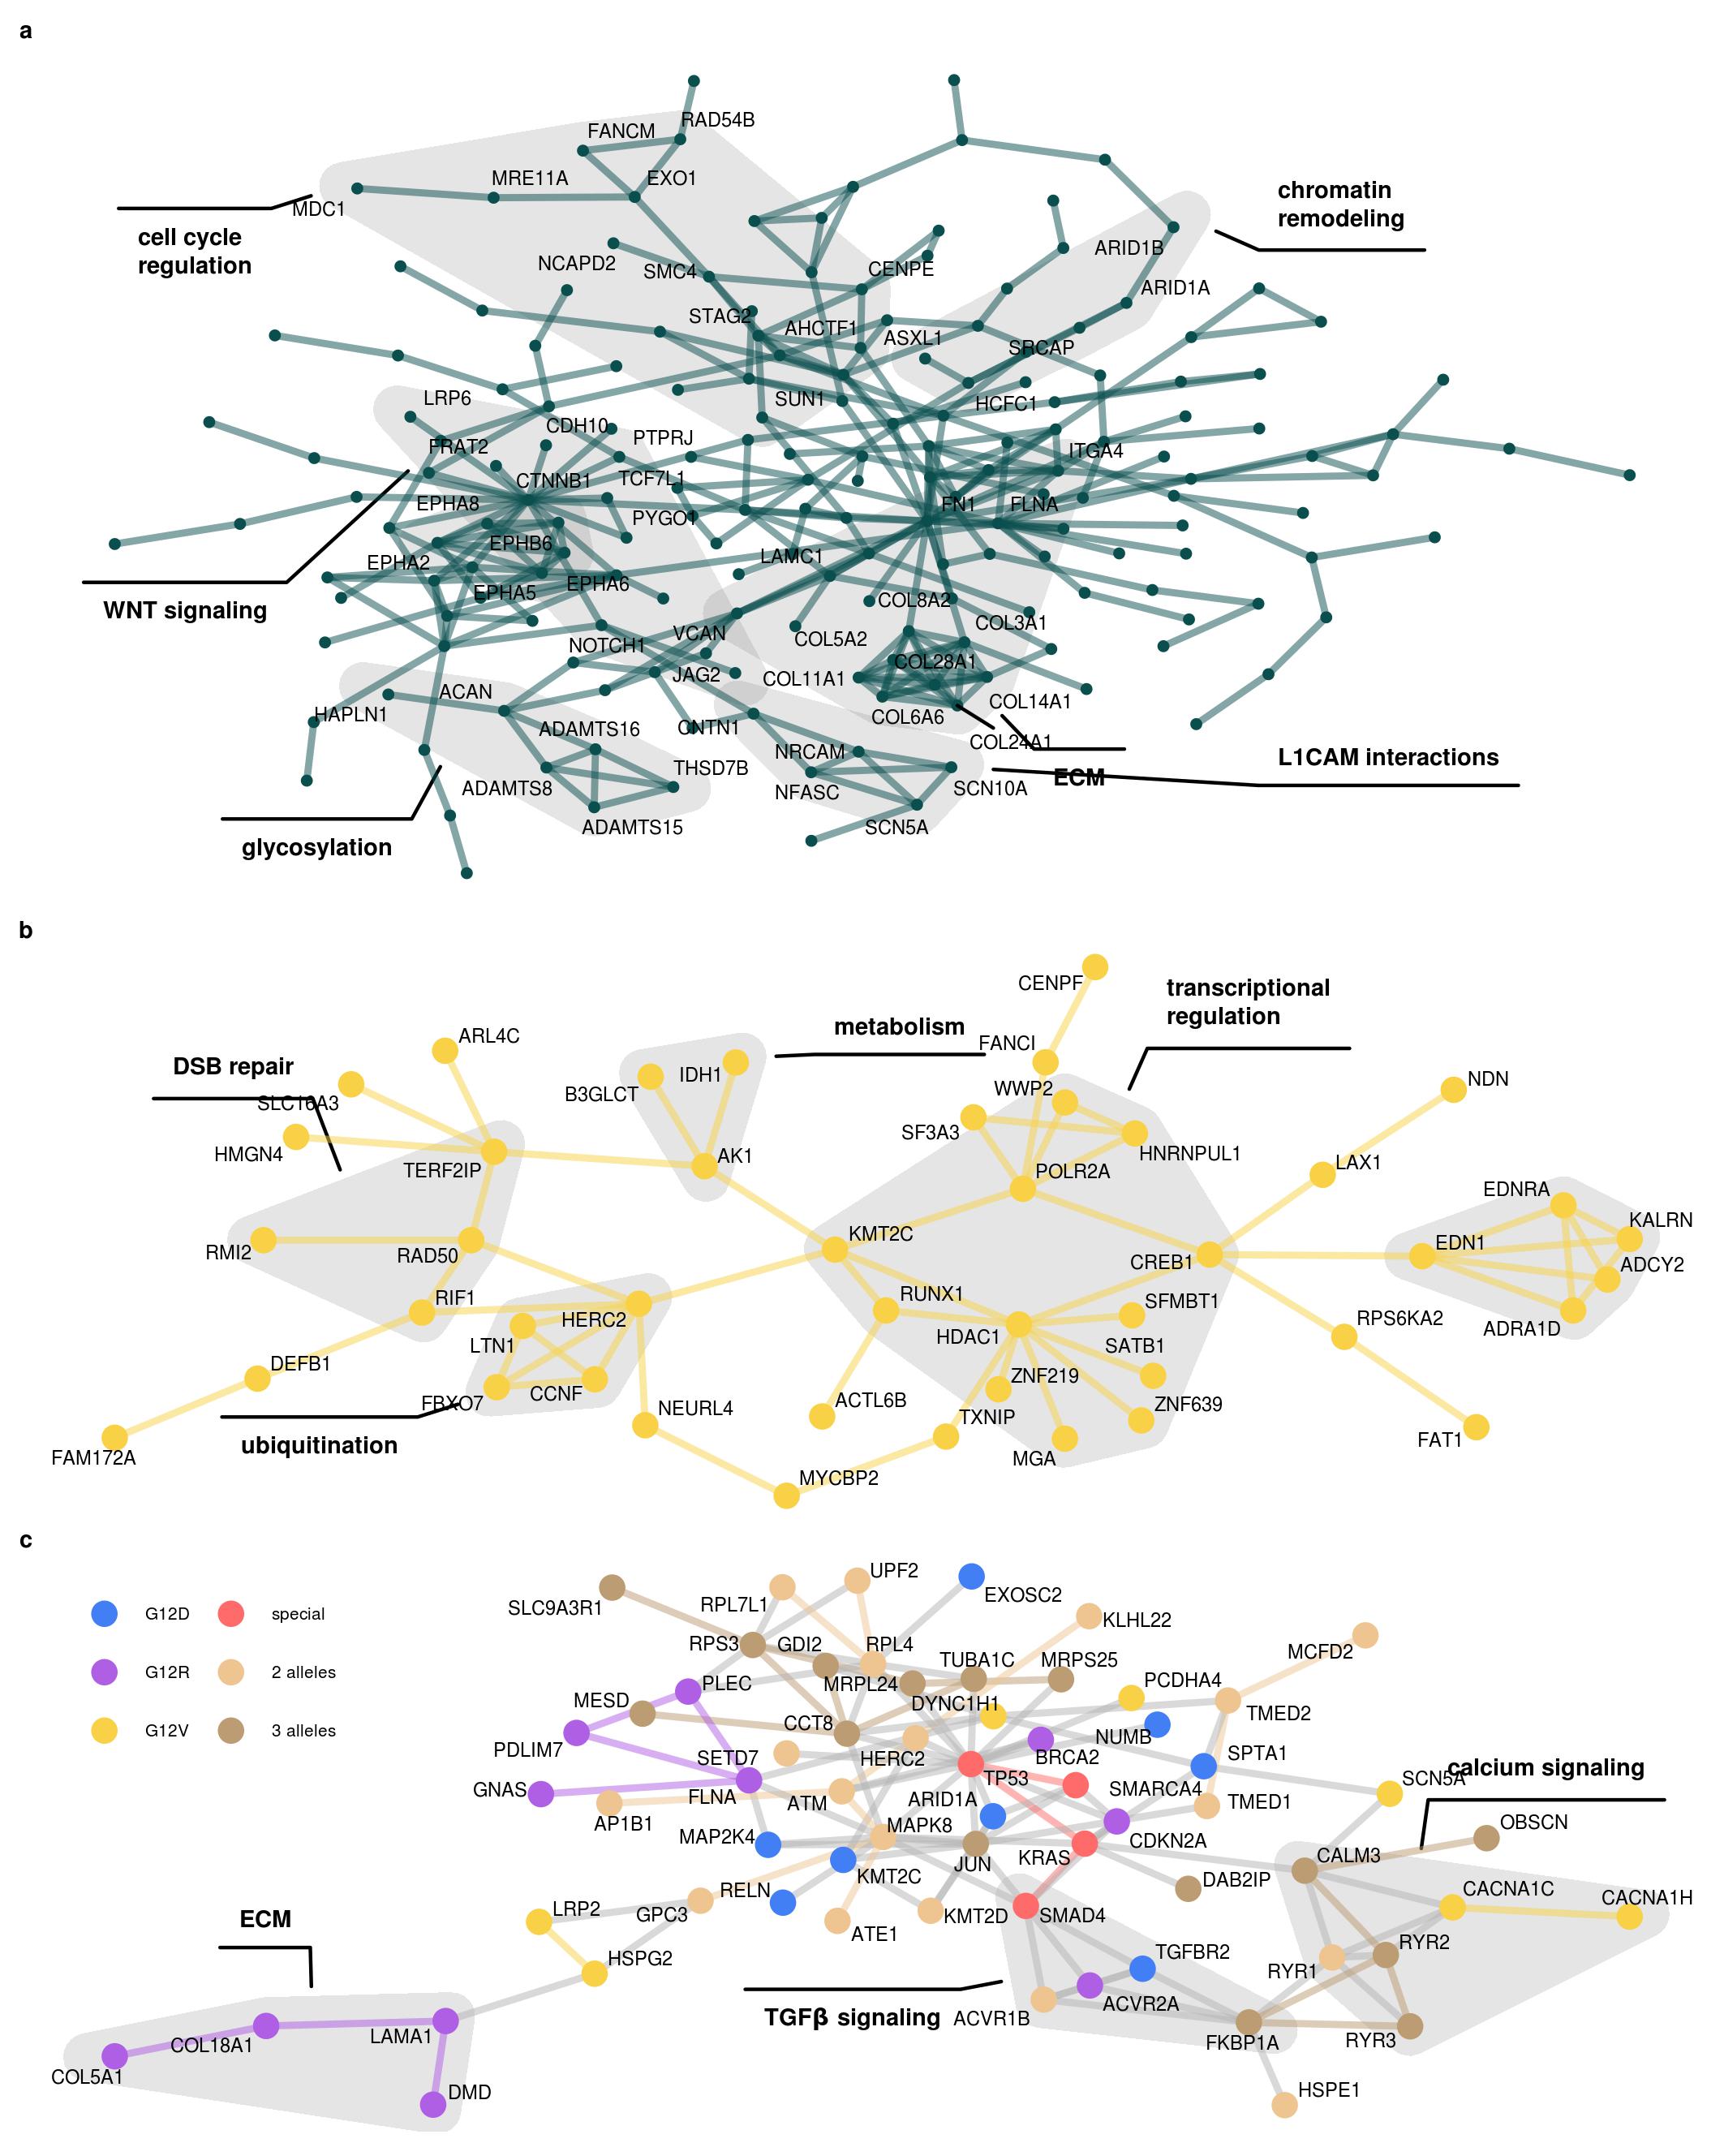 a
RAD54B
FANCM
MRE11A
EXO1
MDC1
cell cycle
regulation
chromatin
remodeling
ARID1B
NCAPD2
SMC4
CENPE
ARID1A
STAG2
AHCTF1
ASXL1
SRCAP
LRP6
SUN1
HCFC1
CDH10
FRAT2
PTPRJ
ITGA4
CTNNB1
TCF7L1
EPHA8
FN1
FLNA
PYGO1
EPHB6
LAMC1
EPHA2
EPHA5
EPHA6
COL8A2
WNT signaling
COL3A1
VCAN
COL5A2
NOTCH1
COL28A1
JAG2
COL11A1
ACAN
COL14A1
HAPLN1
COL6A6
ADAMTS16
CNTN1
COL24A1
NRCAM
L1CAM interactions
THSD7B
ECM
ADAMTS8
NFASC
SCN10A
ADAMTS15
SCN5A
glycosylation
b
CENPF
transcriptional
regulation
metabolism
ARL4C
FANCI
DSB repair
IDH1
NDN
B3GLCT
WWP2
SLC16A3
SF3A3
HMGN4
AK1
HNRNPUL1
TERF2IP
POLR2A
LAX1
EDNRA
KALRN
KMT2C
RMI2
RAD50
CREB1
EDN1
ADCY2
RIF1
RUNX1
SFMBT1
HERC2
RPS6KA2
ADRA1D
LTN1
HDAC1
SATB1
DEFB1
ZNF219
CCNF
FBXO7
ACTL6B
ZNF639
NEURL4
TXNIP
ubiquitination
FAT1
FAM172A
MGA
MYCBP2
c
G12D
special
G12R
2 alleles
G12V
3 alleles
UPF2
EXOSC2
SLC9A3R1
RPL7L1
KLHL22
RPS3
GDI2
RPL4
MCFD2
TUBA1C
MRPS25
PLEC
MRPL24
PCDHA4
MESD
DYNC1H1
TMED2
CCT8
NUMB
PDLIM7
SETD7
HERC2
BRCA2
SPTA1
calcium signaling
SCN5A
GNAS
FLNA
TP53
ATM
ARID1A
SMARCA4
TMED1
AP1B1
MAPK8
OBSCN
MAP2K4
CDKN2A
JUN
KRAS
CALM3
KMT2C
DAB2IP
RELN
CACNA1C
CACNA1H
LRP2
GPC3
KMT2D
SMAD4
ECM
ATE1
RYR2
HSPG2
TGFBR2
RYR1
TGFβ signaling
ACVR1B
ACVR2A
LAMA1
COL18A1
FKBP1A
RYR3
COL5A1
DMD
HSPE1